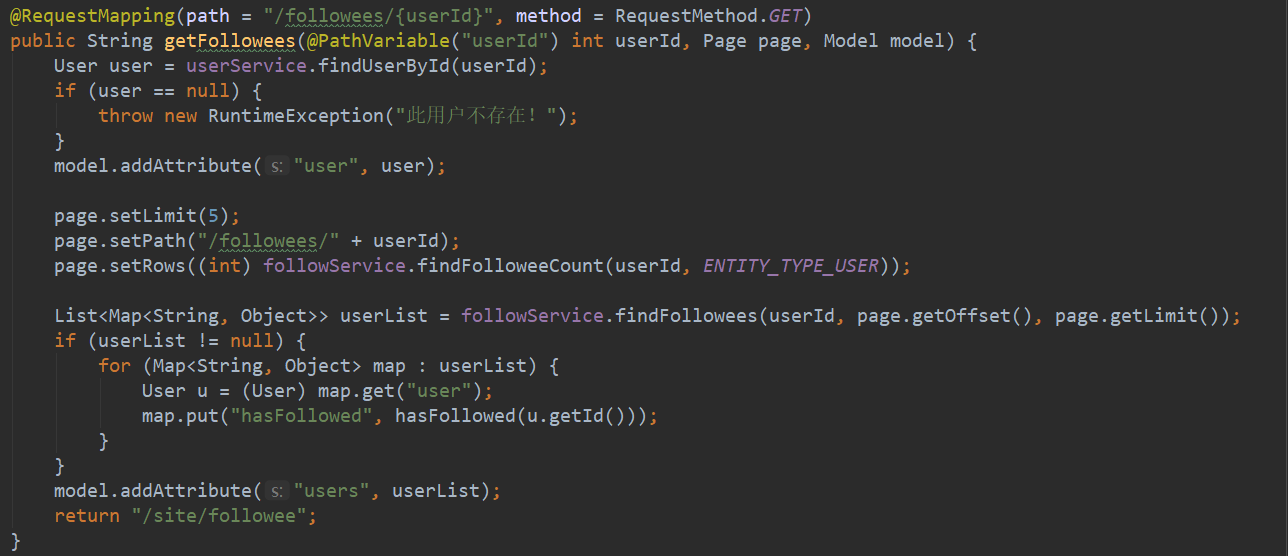 @RequestMapping(path = "/followees/{userId}", method = RequestMethod.GET)
public String getFollowees(@PathVariable("userId") int userId, Page page, Model model) {
    User user = userService.findUserById(userId);
    if (user == null) {
        throw new RuntimeException("此用户不存在！");
    }
    model.addAttribute( s: "user", user);

    page.setLimit(5);
    page.setPath("/followees/" + userId);
    page.setRows((int) followService.findFolloweeCount(userId, ENTITY_TYPE_USER));

    List<Map<String, Object>> userList = followService.findFollowees(userId, page.getOffset(), page.getLimit());
    if (userList != null) {
        for (Map<String, Object> map : userList) {
            User u = (User) map.get("user");
            map.put("hasFollowed", hasFollowed(u.getId()));
        }
    }
    model.addAttribute( s: "users", userList);
    return "/site/followee";
}